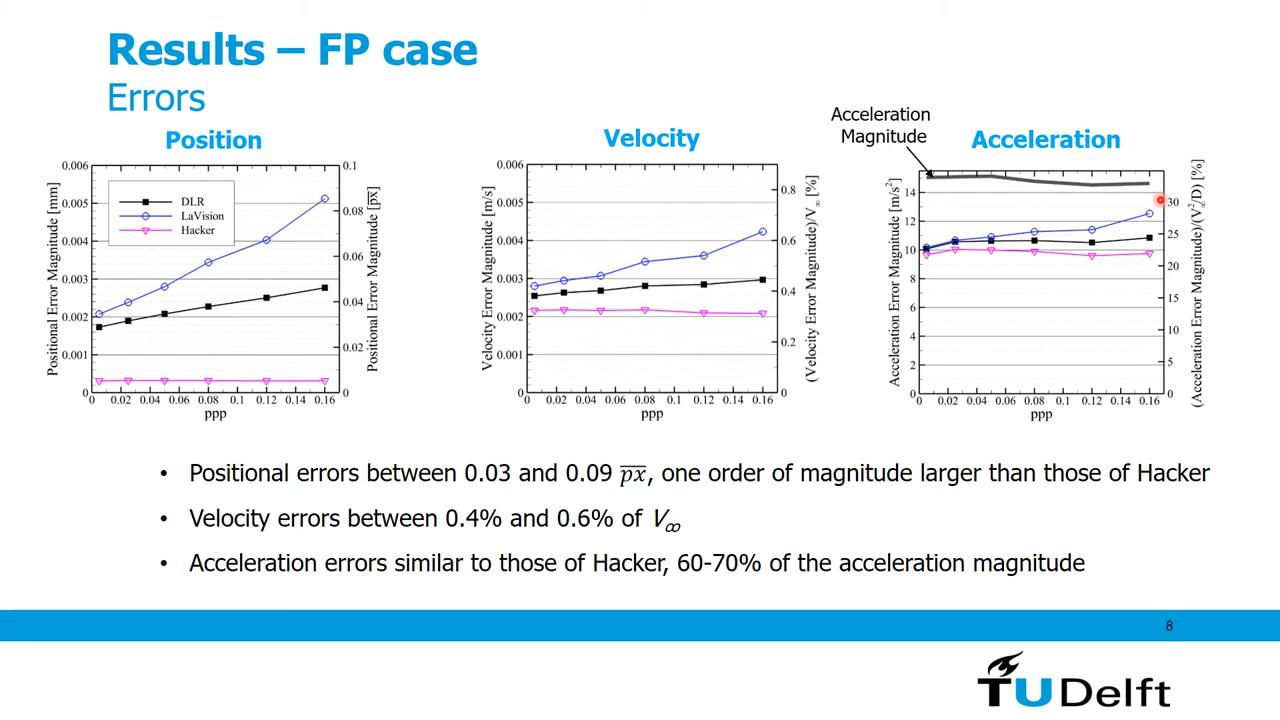 Results – FP case
Errors
Position
0.006
0.005
0.004
0.003
0.002
0.001
0
Positional Error Magnitude [mm]
DLR
LaVision
Hacker
0.1
0.08
0.06
0.04
0.02
0
Positional Error Magnitude [px]
0 0.02 0.04 0.06 0.08 0.1 0.12 0.14 0.16
ppp
Velocity
0.006
0.005
0.004
0.003
0.002
0.001
0
Velocity Error Magnitude [m/s]
0.8
0.6
0.4
0.2
0
(Velocity Error Magnitude)/V∞ [%]
0 0.02 0.04 0.06 0.08 0.1 0.12 0.14 0.16
ppp
Acceleration
Magnitude
Acceleration
14
12
10
8
6
4
2
0
Acceleration Error Magnitude [m/s²]
30
25
20
15
10
5
0
(Acceleration Error Magnitude)/(V²∞/D) [%]
0 0.02 0.04 0.06 0.08 0.1 0.12 0.14 0.16
ppp
• Positional errors between 0.03 and 0.09 p̅x̅, one order of magnitude larger than those of Hacker
• Velocity errors between 0.4% and 0.6% of V∞
• Acceleration errors similar to those of Hacker, 60-70% of the acceleration magnitude
8
TU Delft